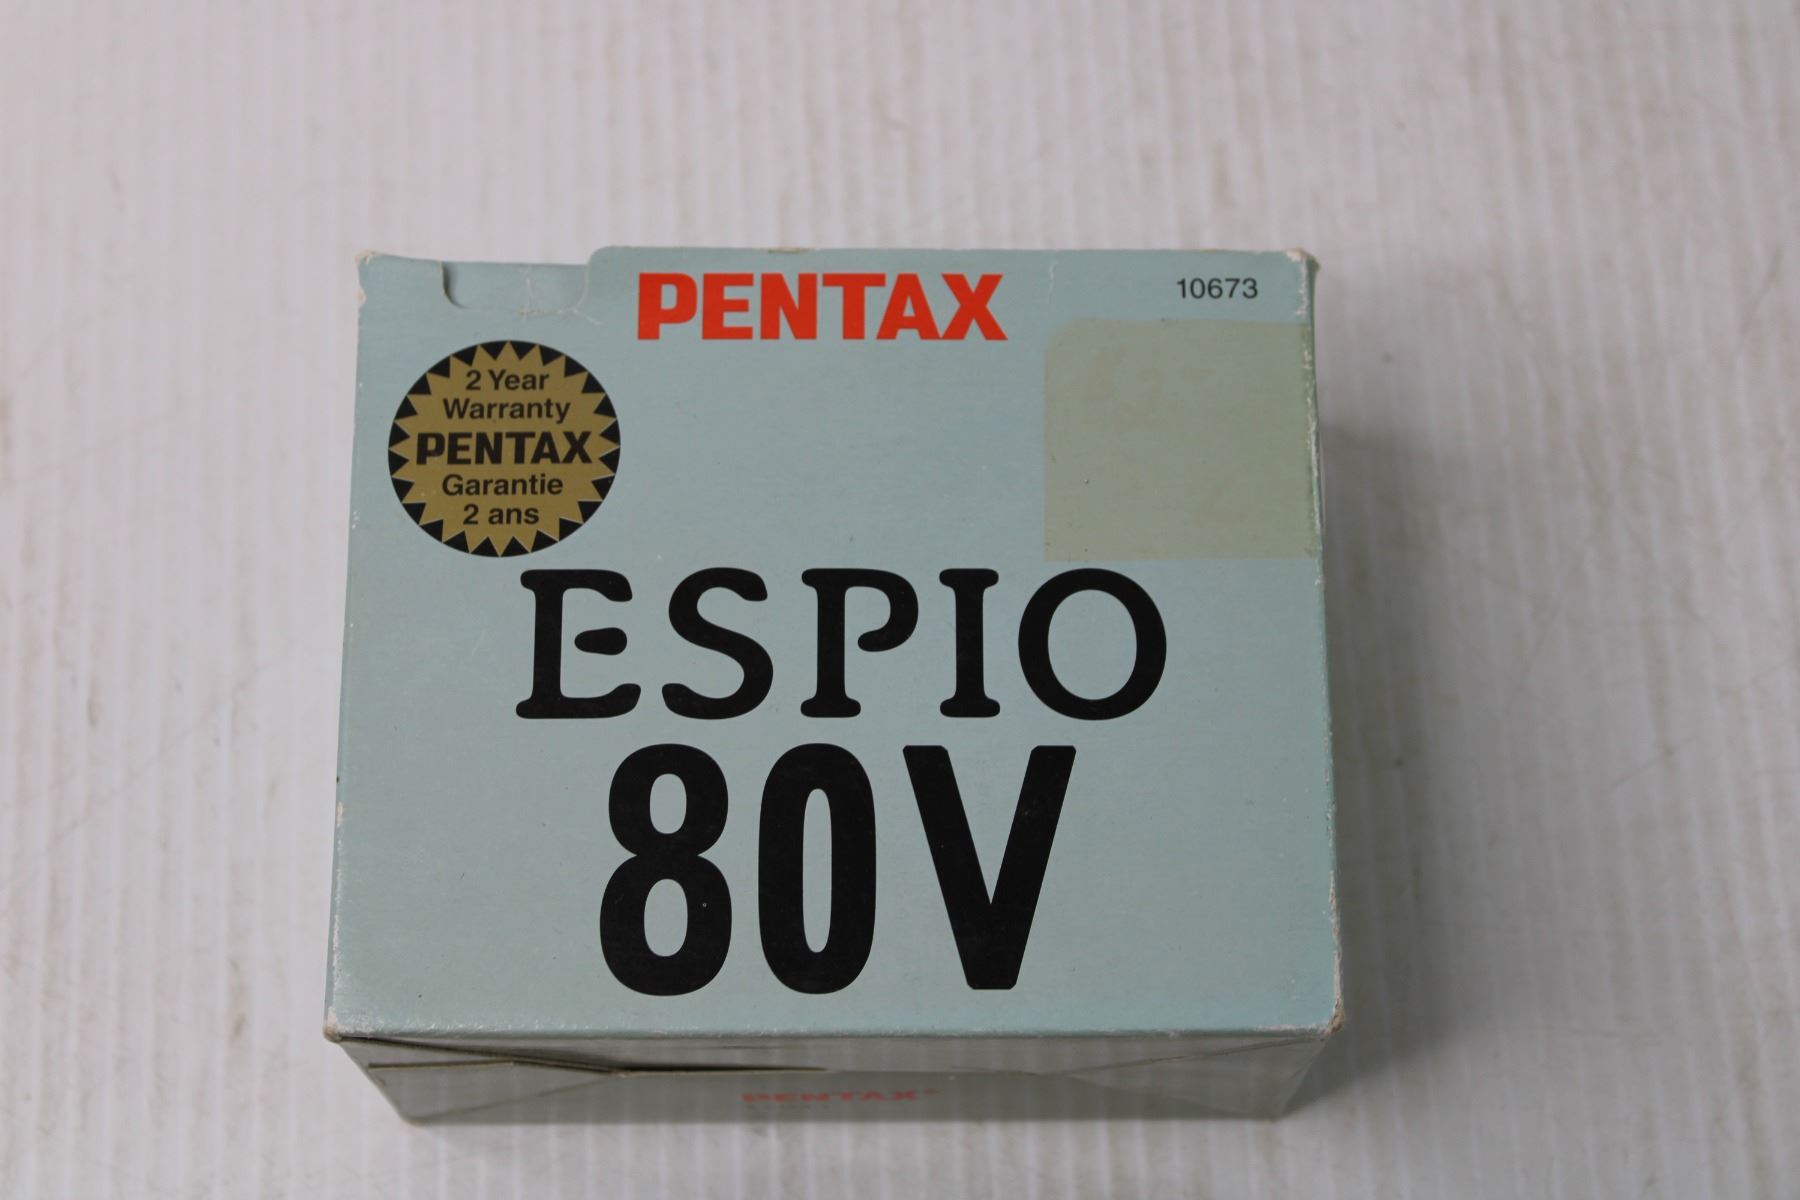 PENTAX
10673
2 Year
Warranty
PENTAX
Garantie
2 ans
ESPIO
80V
PENTAX